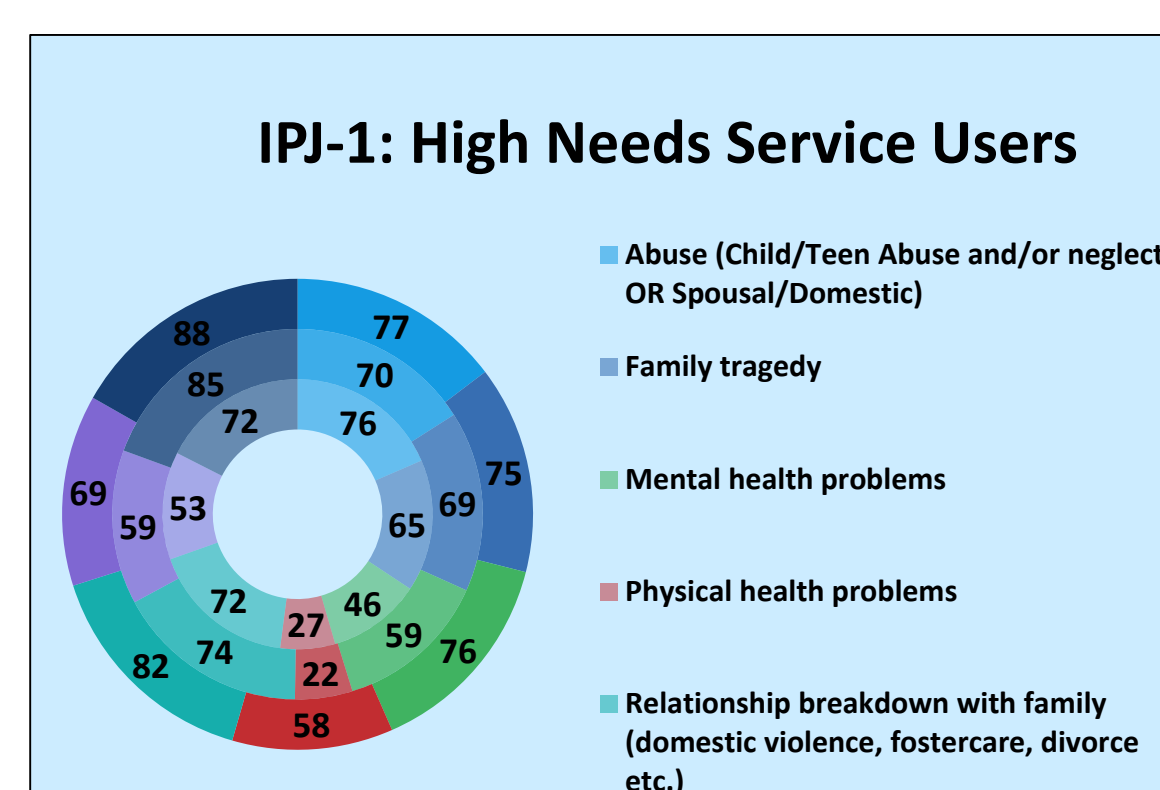 IPJ-1: High Needs Service Users
Abuse (Child/Teen Abuse and/or neglect
OR Spousal/Domestic)
Family tragedy
Mental health problems
Physical health problems
Relationship breakdown with family
(domestic violence, fostercare, divorce
etc.)
88
77
85
70
72
76
75
69
69
65
53
59
72
46
27
59
74
76
22
82
58